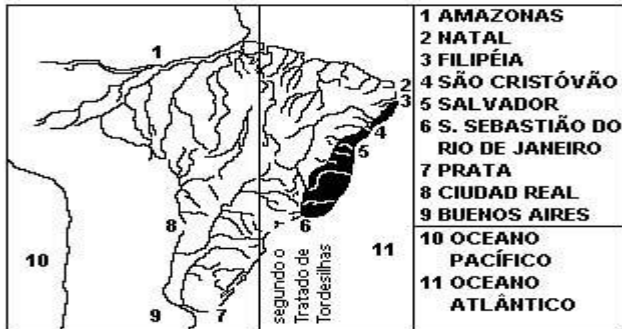 1 AMAZONAS
2 NATAL
3 FILIPÉIA
4 SÃO CRISTÓVÃO
5 SALVADOR
6 S. SEBASTIÃO DO
RIO DE JANEIRO
7 PRATA
8 CIUDAD REAL
9 BUENOS AIRES
10 OCEANO
PACÍFICO
11 OCEANO
ATLÂNTICO
1
2
3
4
5
6
7
8
9
10
11
segundo o
Tratado de
Tordesilhas